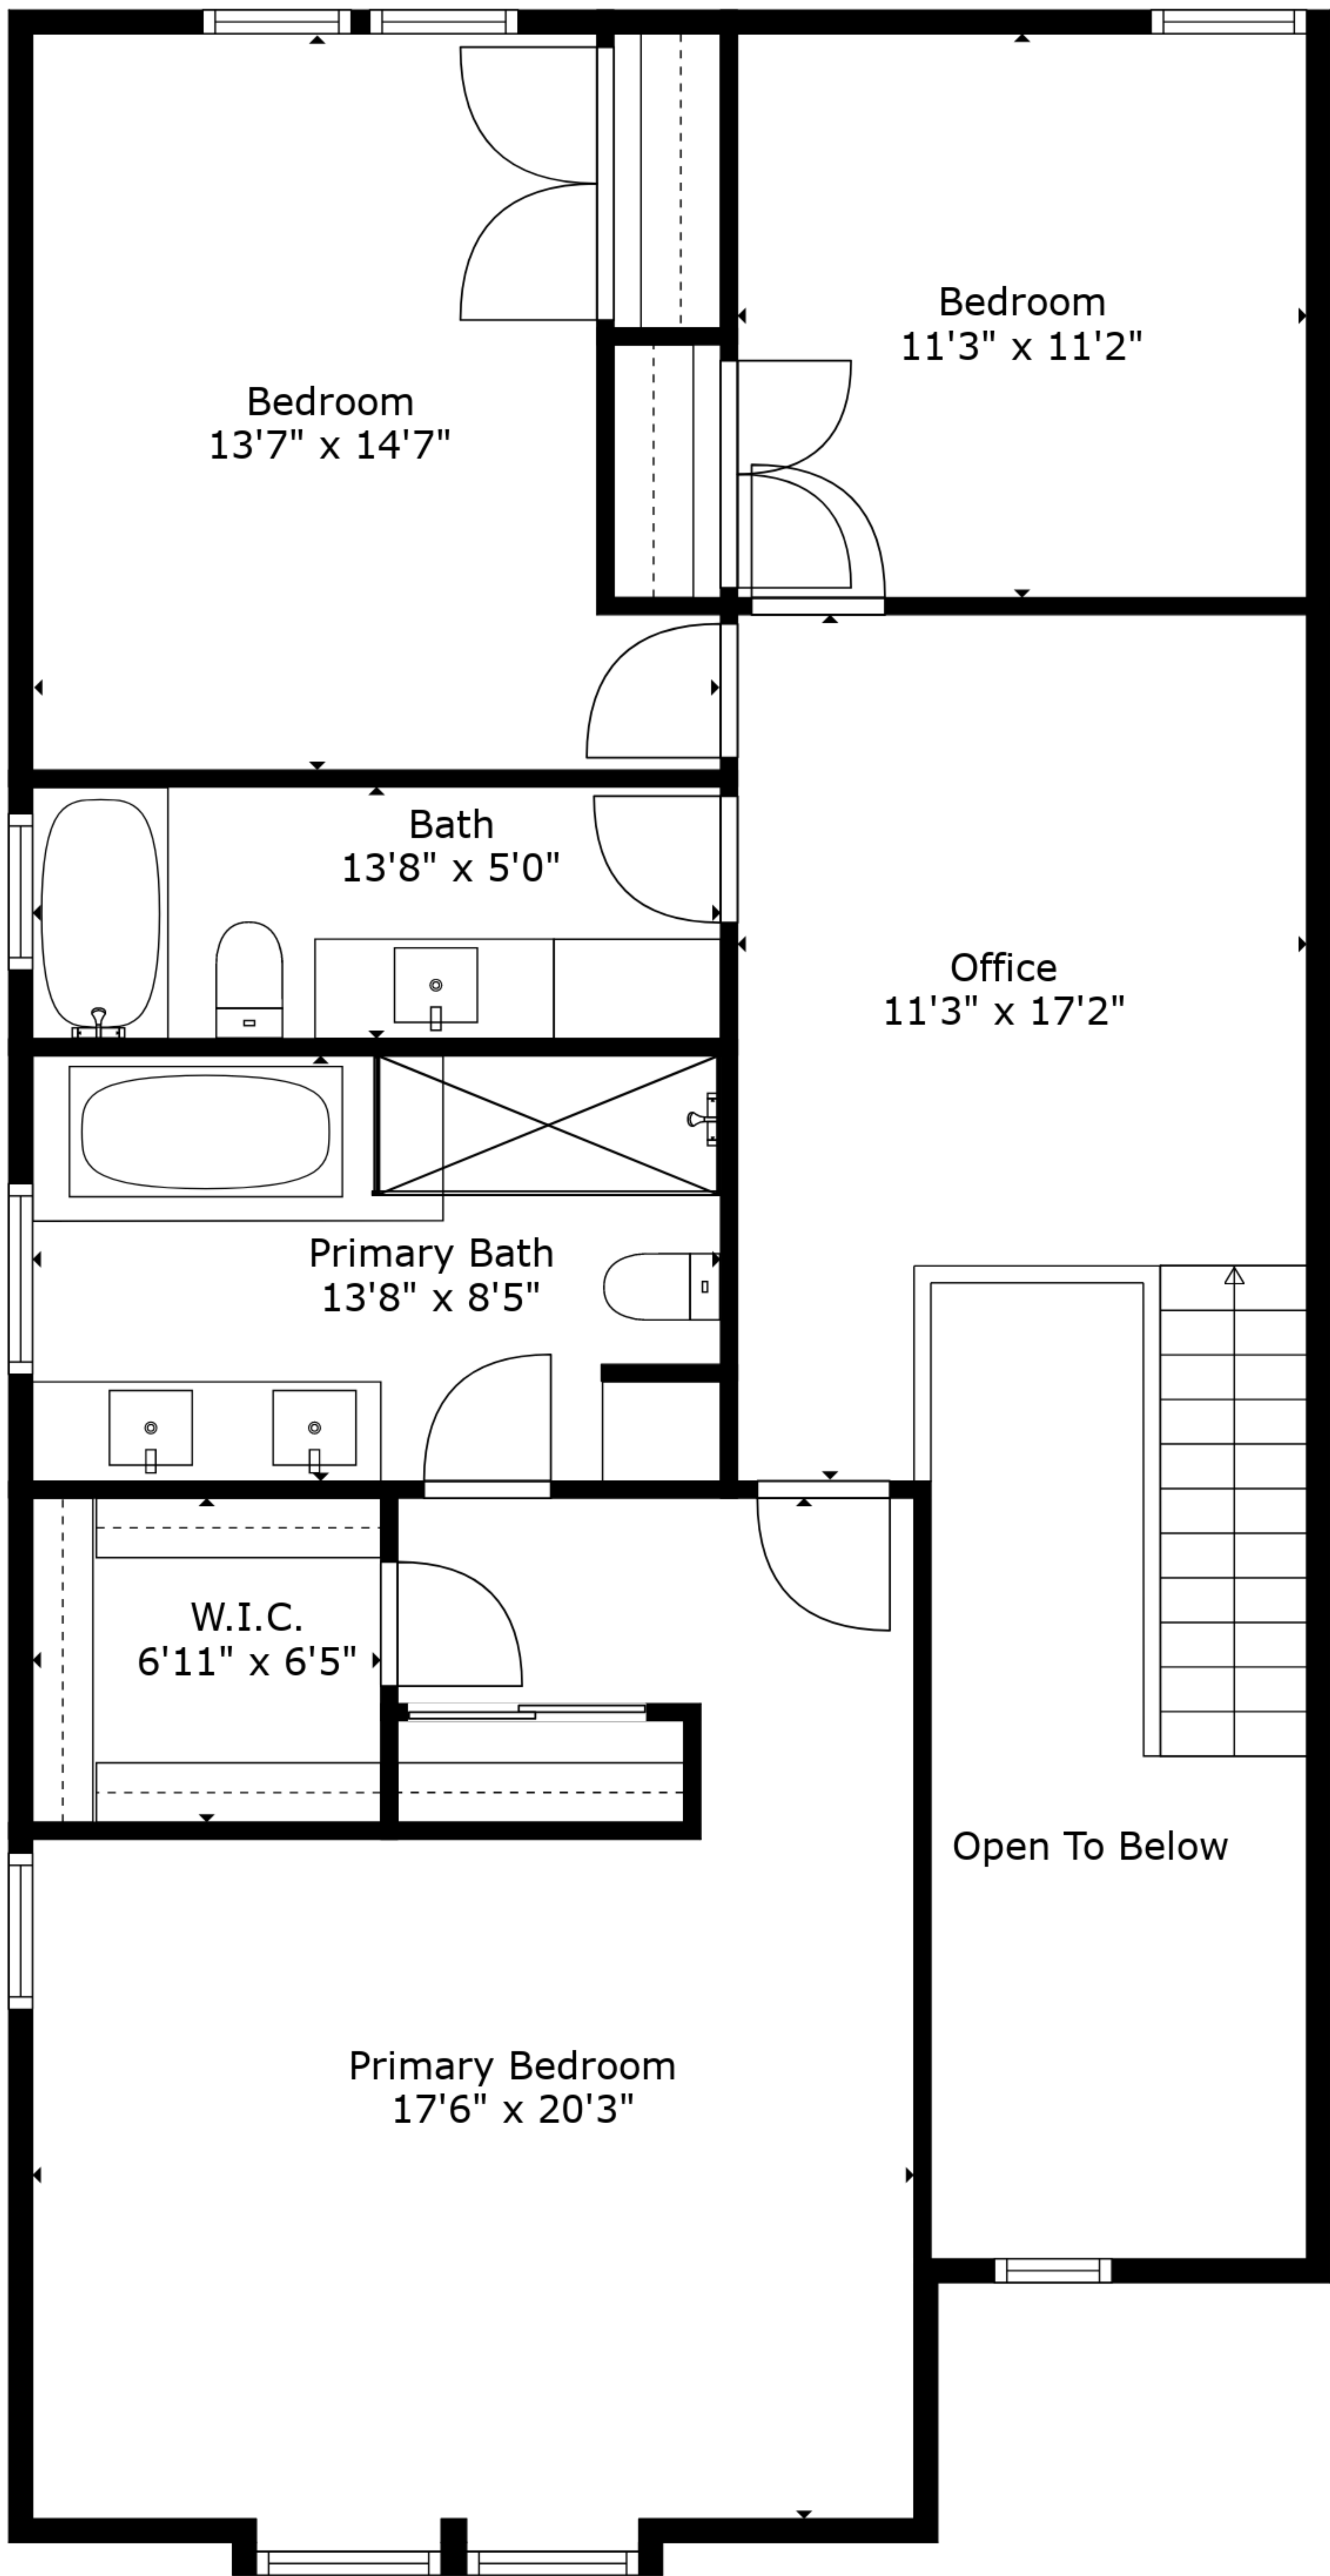 Bedroom
11'3" x 11'2"
Bedroom
13'7" x 14'7"
Bath
13'8" x 5'0"
Office
11'3" x 17'2"
Primary Bath
13'8" x 8'5"
W.I.C.
6'11" x 6'5"
Open To Below
Primary Bedroom
17'6" x 20'3"